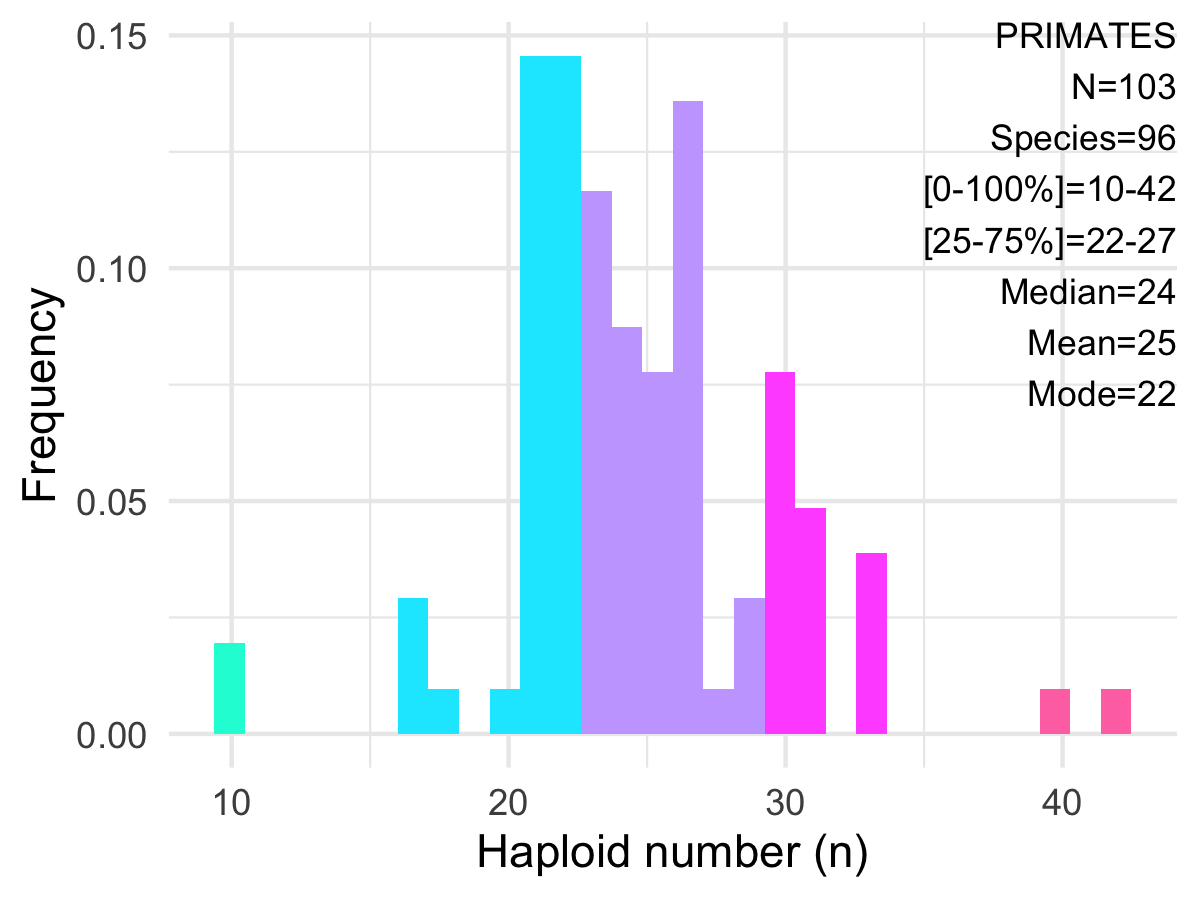 0.15
0.10
0.05
0.00
Frequency
10
20
30
40
Haploid number (n)
PRIMATES
N=103
Species=96
[0-100%]=10-42
[25-75%]=22-27
Median=24
Mean=25
Mode=22